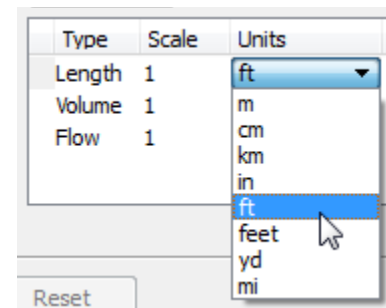 Type Scale Units
Length 1 ft
Volume 1 m
Flow 1 cm
km
in
ft
feet
yd
mi
Reset